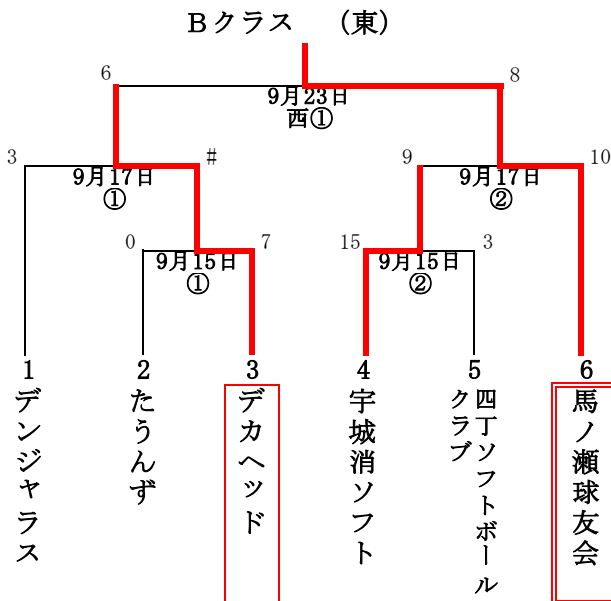 Bクラス (東)
6
8
9月23日
西①
3
#
9
10
9月17日
①
9月17日
②
0
7
15
3
9月15日
①
9月15日
②
1
2
3
4
5
6
デンジャラス
たうんず
デカヘッド
宇城消ソフト
四丁ソフトボール
クラブ
馬ノ瀬球友会